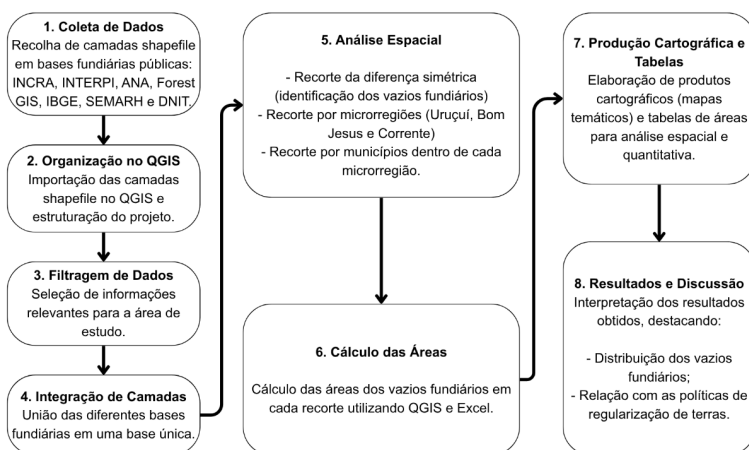 1. Coleta de Dados
Recolha de camadas shapefile
em bases fundiárias públicas:
INCRA, INTERPI, ANA, Forest
GIS, IBGE, SEMARH e DNIT.
2. Organização no QGIS
Importação das camadas
shapefile no QGIS e
estruturação do projeto.
3. Filtragem de Dados
Seleção de informações
relevantes para a área de
estudo.
4. Integração de Camadas
União das diferentes bases
fundiárias em uma base única.
5. Análise Espacial
- Recorte da diferença simétrica
(identificação dos vazios fundiários)
- Recorte por microrregiões (Uruçuí, Bom
Jesus e Corrente)
- Recorte por municípios dentro de cada
microrregião.
6. Cálculo das Áreas
Cálculo das áreas dos vazios fundiários em
cada recorte utilizando QGIS e Excel.
7. Produção Cartográfica e
Tabelas
Elaboração de produtos
cartográficos (mapas
temáticos) e tabelas de áreas
para análise espacial e
quantitativa.
8. Resultados e Discussão
Interpretação dos resultados
obtidos, destacando:
- Distribuição dos vazios
fundiários;
- Relação com as políticas de
regularização de terras.